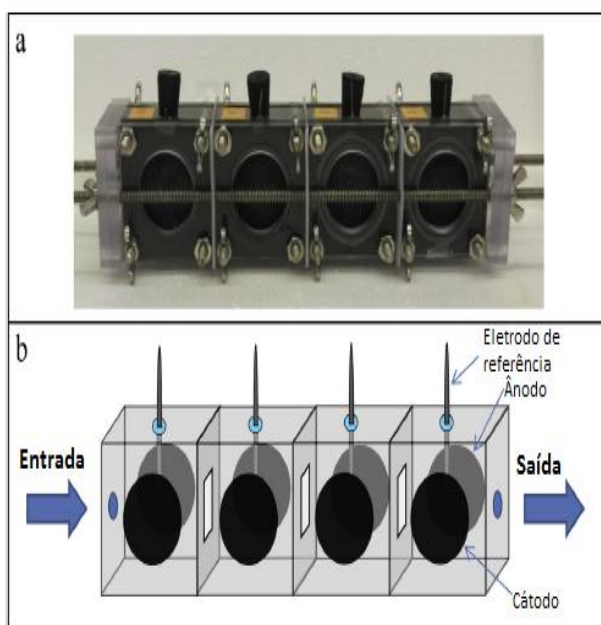 a
b
Eletrodo de
referência
Ânodo
Entrada
Saída
Cátodo